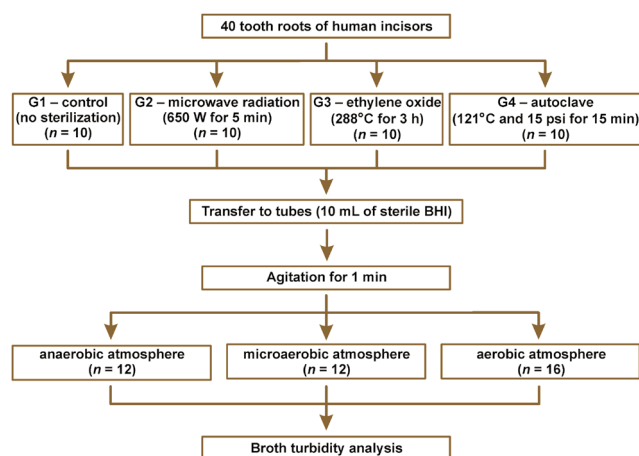 40 tooth roots of human incisors
G1 – control
(no sterilization)
(n = 10)
G2 – microwave radiation
(650 W for 5 min)
(n = 10)
G3 – ethylene oxide
(288°C for 3 h)
(n = 10)
G4 – autoclave
(121°C and 15 psi for 15 min)
(n = 10)
Transfer to tubes (10 mL of sterile BHI)
Agitation for 1 min
anaerobic atmosphere
(n = 12)
microaerobic atmosphere
(n = 12)
aerobic atmosphere
(n = 16)
Broth turbidity analysis